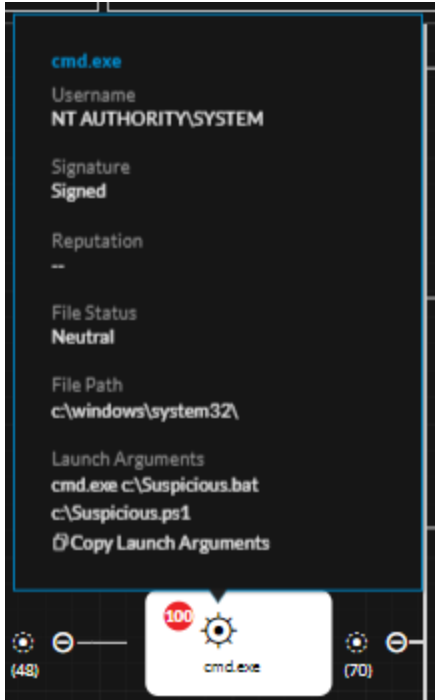 cmd.exe
Username
NT AUTHORITY\SYSTEM
Signature
Signed
Reputation
--
File Status
Neutral
File Path
c:\windows\system32\
Launch Arguments
cmd.exe c:\Suspicious.bat
c:\Suspicious.ps1
Copy Launch Arguments
100
cmd.exe
(48)
(70)